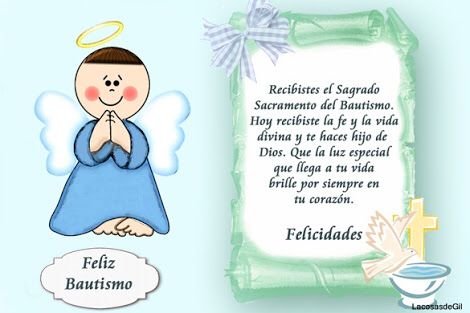 Recibistes el Sagrado
Sacramento del Bautismo.
Hoy recibiste la fe y la vida
divina y te haces hijo de
Dios. Que la luz especial
que llega a tu vida
brille por siempre en
tu corazón.
Felicidades
Feliz
Bautismo
LacosasdeGil